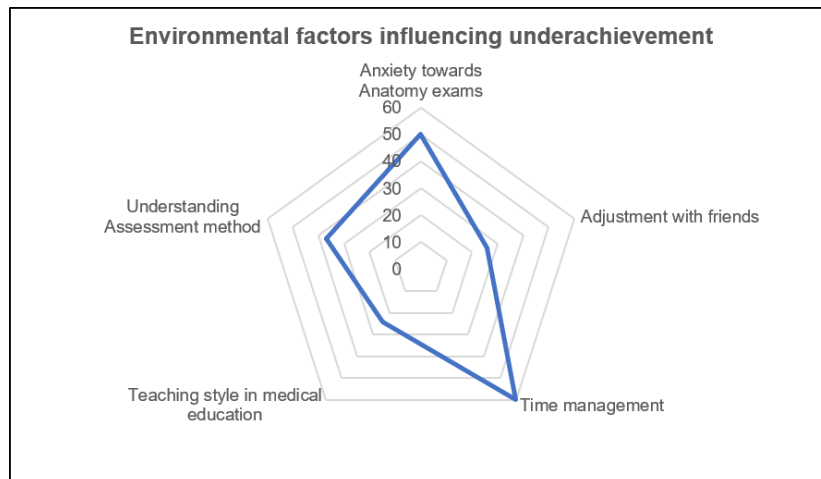 Environmental factors influencing underachievement
Anxiety towards
Anatomy exams
60
50
40
30
20
10
0
Adjustment with friends
Time management
Teaching style in medical
education
Understanding
Assessment method